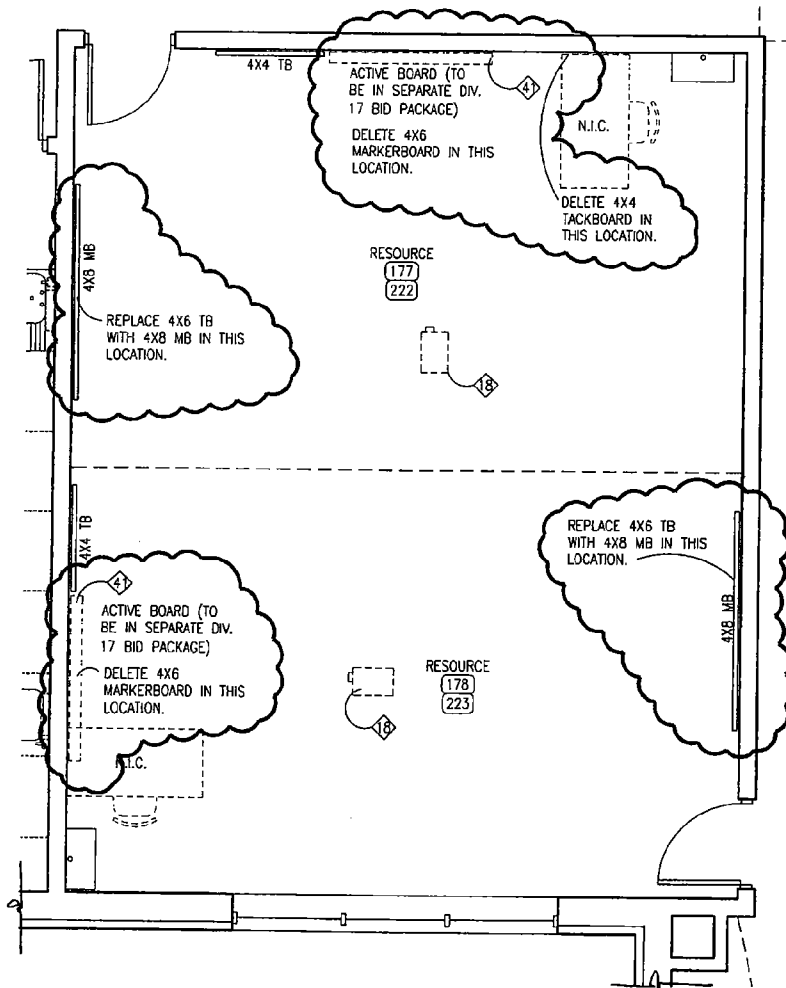 4X4 TB
ACTIVE BOARD (TO
BE IN SEPARATE DIV.
17 BID PACKAGE)
41
DELETE 4X6
MARKERBOARD IN THIS
LOCATION.
N.I.C.
DELETE 4X4
TACKBOARD IN
THIS LOCATION.
4X8 MB
REPLACE 4X6 TB
WITH 4X8 MB IN THIS
LOCATION.
RESOURCE
177
222
18
4X4 TB
REPLACE 4X6 TB
WITH 4X8 MB IN THIS
LOCATION.
4X8 MB
41
ACTIVE BOARD (TO
BE IN SEPARATE DIV.
17 BID PACKAGE)
DELETE 4X6
MARKERBOARD IN THIS
LOCATION.
RESOURCE
178
223
18
N.I.C.